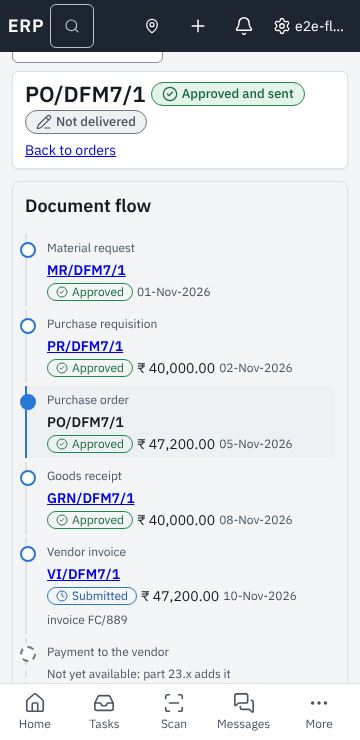 ERP
e2e-fl...
PO/DFM7/1 Approved and sent
Not delivered
Back to orders
Document flow
Material request
MR/DFM7/1
Approved 01-Nov-2026
Purchase requisition
PR/DFM7/1
Approved ₹ 40,000.00 02-Nov-2026
Purchase order
PO/DFM7/1
Approved ₹ 47,200.00 05-Nov-2026
Goods receipt
GRN/DFM7/1
Approved ₹ 40,000.00 08-Nov-2026
Vendor invoice
VI/DFM7/1
Submitted ₹ 47,200.00 10-Nov-2026
invoice FC/889
Payment to the vendor
Not yet available: part 23.x adds it
Home Tasks Scan Messages More